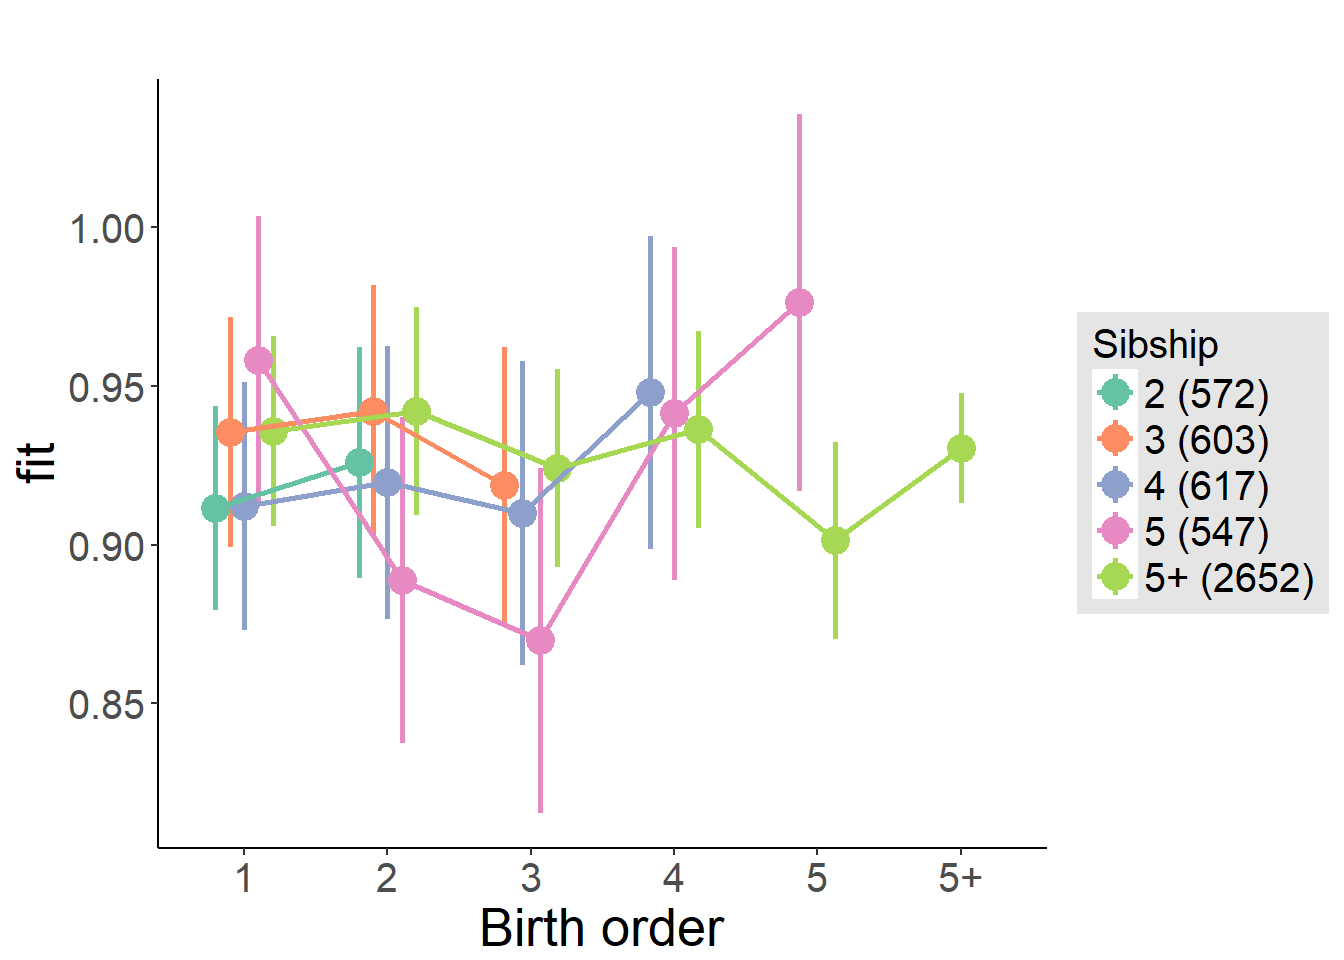 1.00
0.95
0.90
0.85
fit
1 2 3 4 5 5+
Birth order
Sibship
2 (572)
3 (603)
4 (617)
5 (547)
5+ (2652)